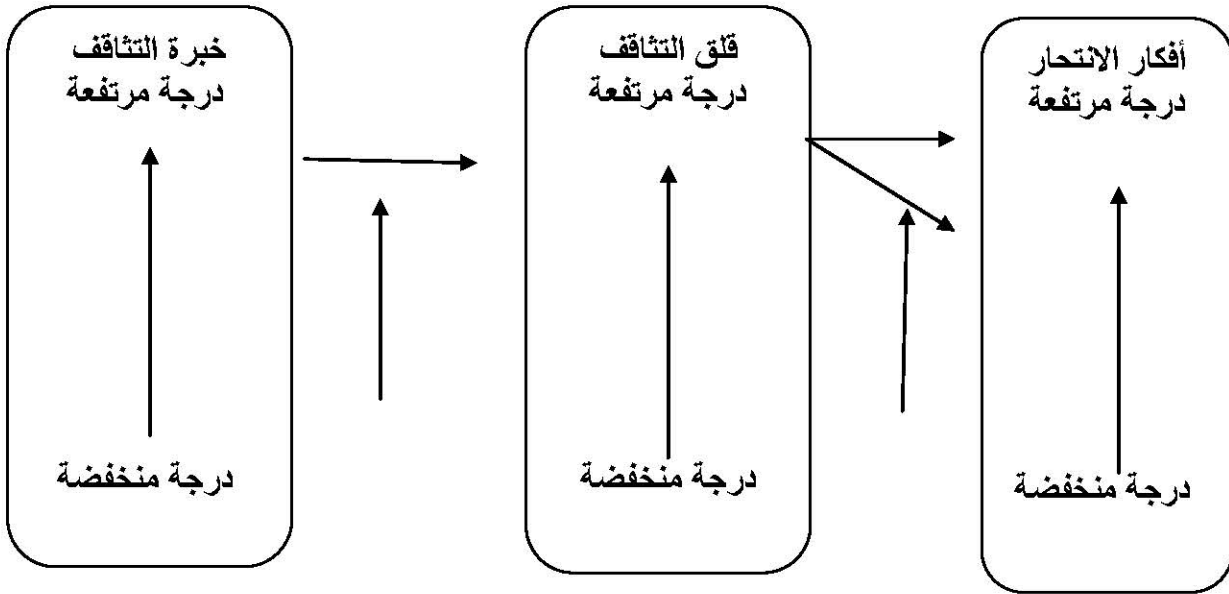 خبرة التثاقف
درجة مرتفعة
درجة منخفضة
قلق التثاقف
درجة مرتفعة
درجة منخفضة
أفكار الانتحار
درجة مرتفعة
درجة منخفضة